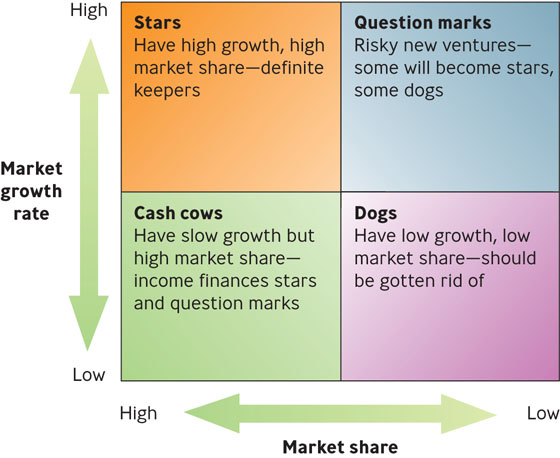 High
Stars
Have high growth, high
market share—definite
keepers
Question marks
Risky new ventures—
some will become stars,
some dogs
Market
growth
rate
Cash cows
Have slow growth but
high market share—
income finances stars
and question marks
Dogs
Have low growth, low
market share—should
be gotten rid of
Low
High
Low
Market share